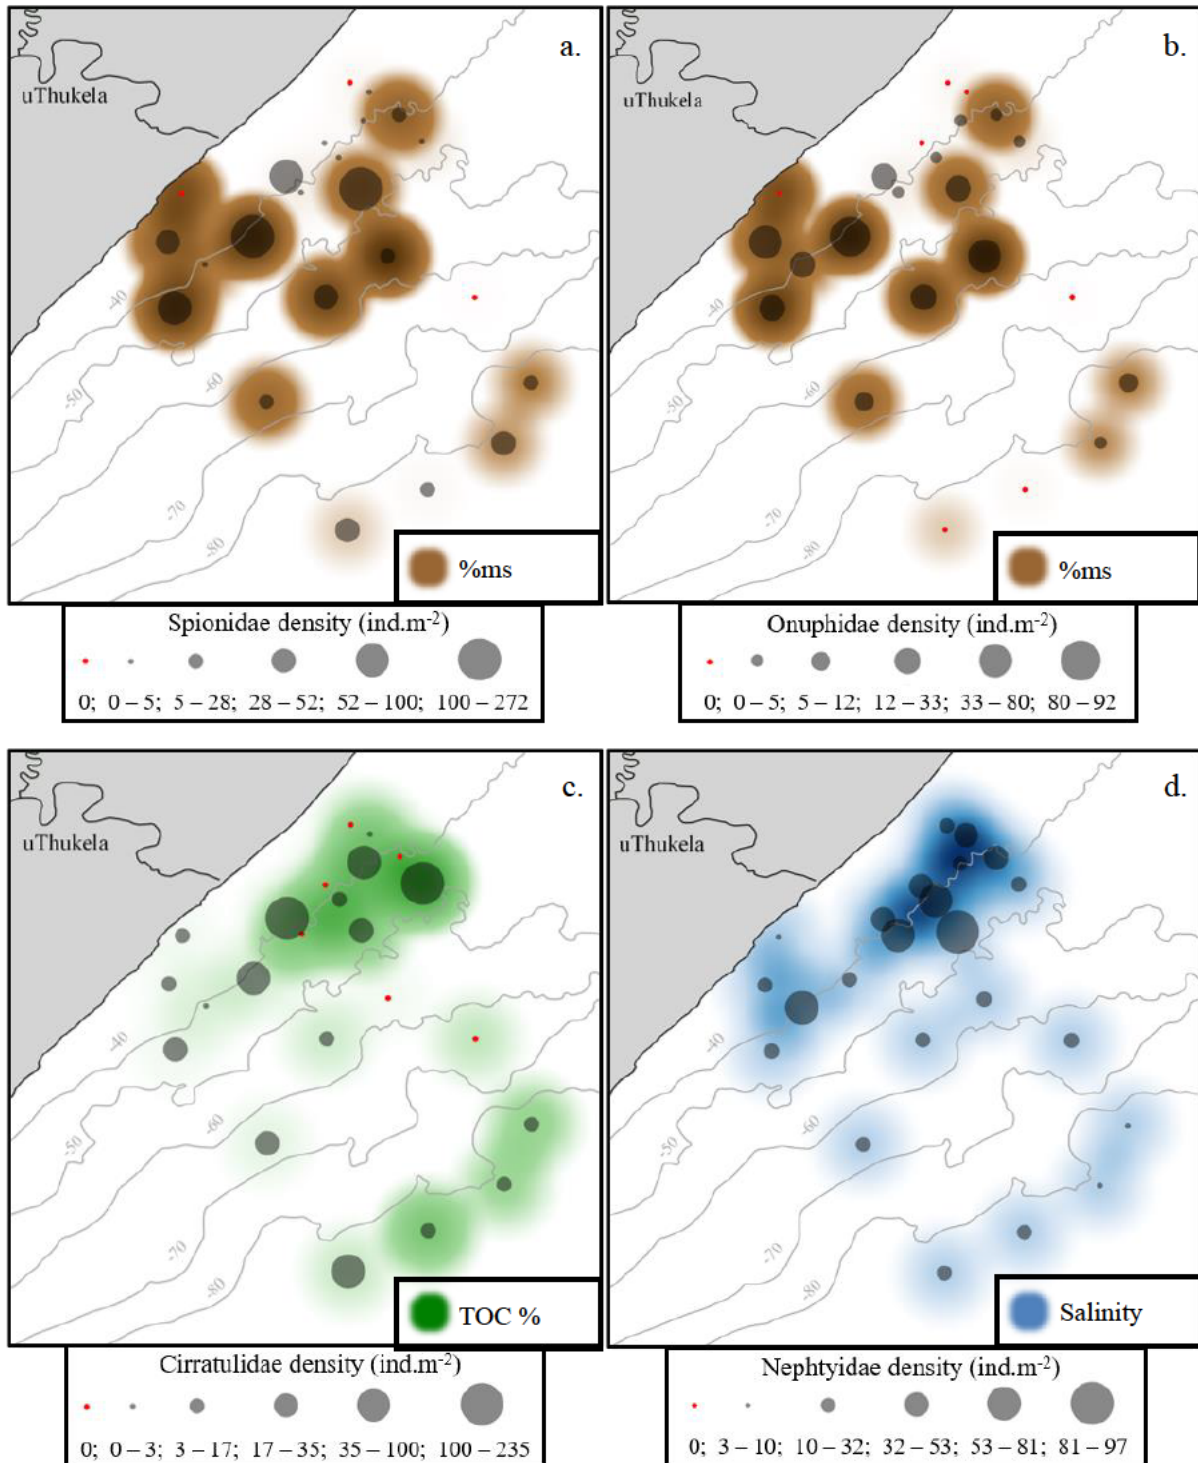 a.
uThukela
-40
-50
-60
-70
-80
%ms
Spionidae density (ind.m-2)
0; 0 – 5; 5 – 28; 28 – 52; 52 – 100; 100 – 272
b.
uThukela
-40
-50
-60
-70
-80
%ms
Onuphidae density (ind.m-2)
0; 0 – 5; 5 – 12; 12 – 33; 33 – 80; 80 – 92
c.
uThukela
-40
-50
-60
-70
-80
TOC %
Cirratulidae density (ind.m-2)
0; 0 – 3; 3 – 17; 17 – 35; 35 – 100; 100 – 235
d.
uThukela
-40
-50
-60
-70
-80
Salinity
Nephtyidae density (ind.m-2)
0; 3 – 10; 10 – 32; 32 – 53; 53 – 81; 81 – 97